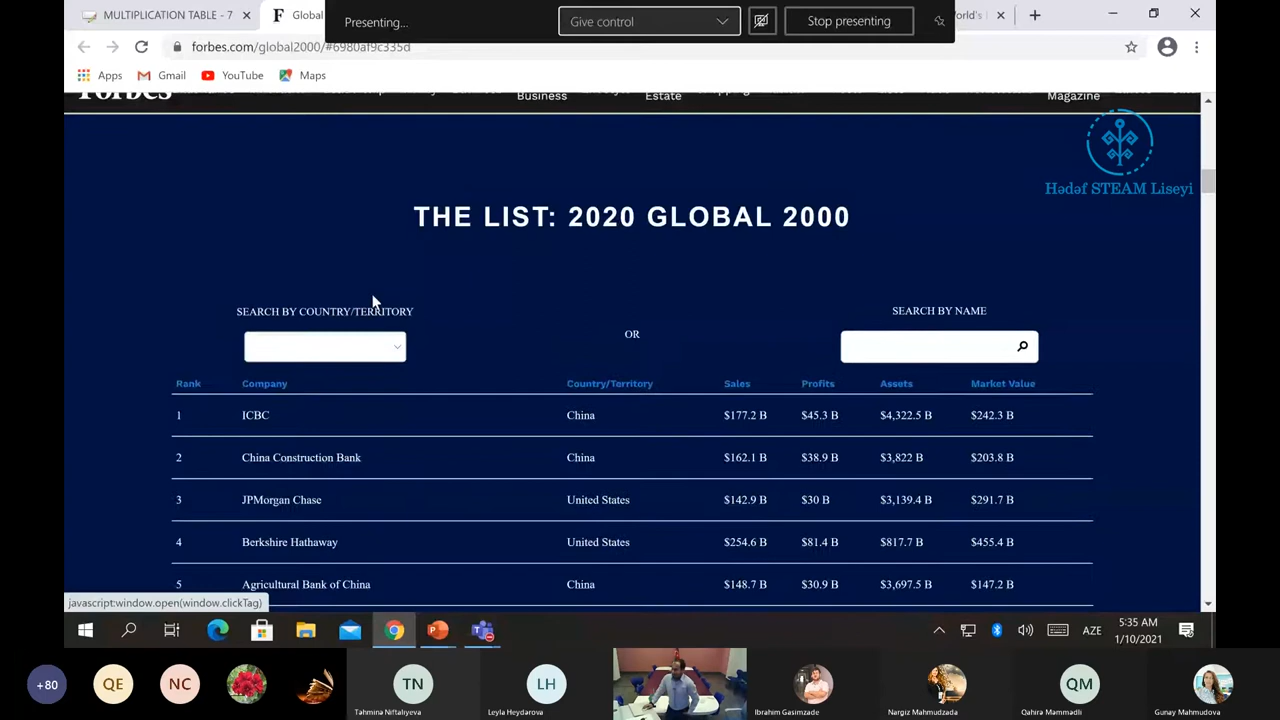 MULTIPLICATION TABLE - 7
Global
Presenting...
Give control
Stop presenting
forbes.com/global2000/#6980af9c335d
Apps
Gmail
YouTube
Maps
Forbes
Business
Estate
Magazine
Hədəf STEAM Liseyi
THE LIST: 2020 GLOBAL 2000
SEARCH BY COUNTRY/TERRITORY
OR
SEARCH BY NAME
Rank Company Country/Territory Sales Profits Assets Market Value
1 ICBC China $177.2 B $45.3 B $4,322.5 B $242.3 B
2 China Construction Bank China $162.1 B $38.9 B $3,822 B $203.8 B
3 JPMorgan Chase United States $142.9 B $30 B $3,139.4 B $291.7 B
4 Berkshire Hathaway United States $254.6 B $81.4 B $817.7 B $455.4 B
5 Agricultural Bank of China China $148.7 B $30.9 B $3,697.5 B $147.2 B
javascript:window.open(window.clickTag)
AZE
5:35 AM
1/10/2021
+80
QE
NC
TN
LH
QM
Təhminə Niftəliyeva
Leyla Heydərova
Ibrahim Gasimzade
Nargiz Mahmudzada
Qahirə Məmmədli
Gunay Mahmudova